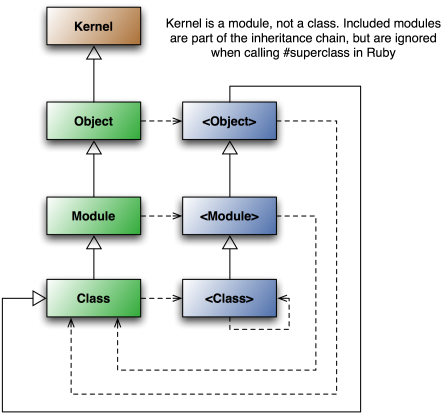 Kernel
Kernel is a module, not a class. Included modules
are part of the inheritance chain, but are ignored
when calling #superclass in Ruby
Object
<Object>
Module
<Module>
Class
<Class>